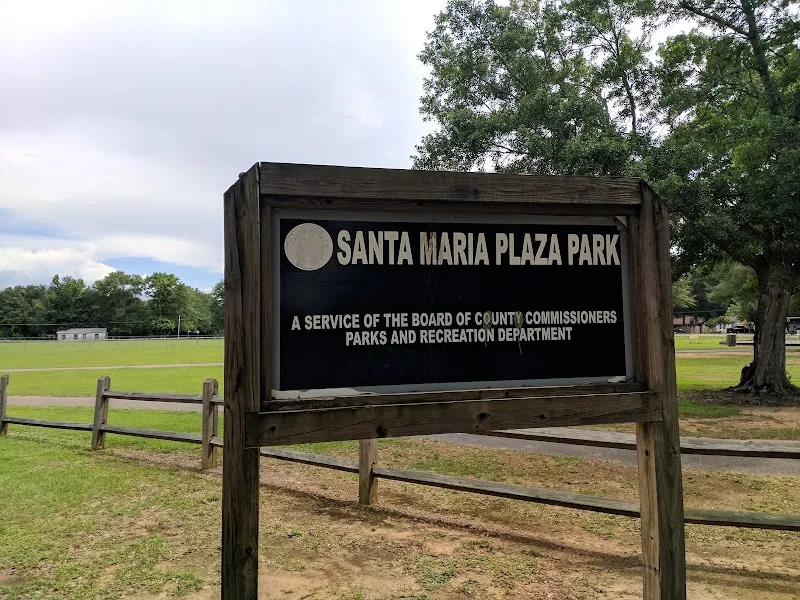 SANTA MARIA PLAZA PARK
A SERVICE OF THE BOARD OF COUNTY COMMISSIONERS
PARKS AND RECREATION DEPARTMENT